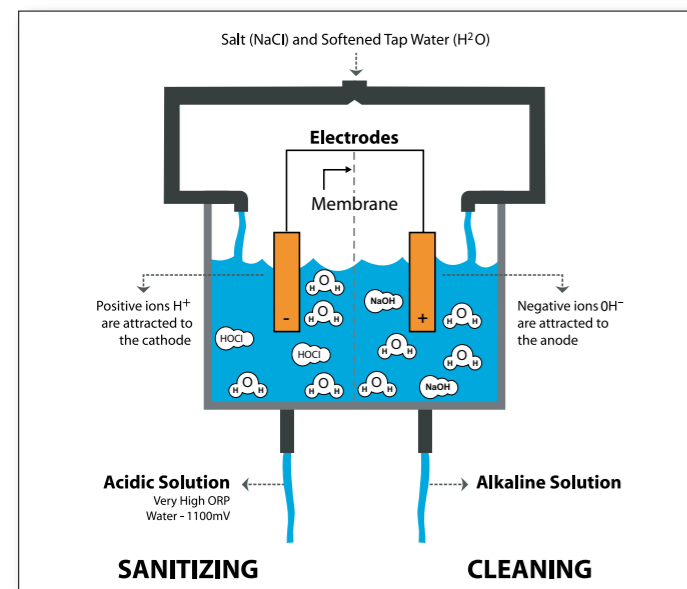 Salt (NaCl) and Softened Tap Water (H²O)
Electrodes
Membrane
Positive ions H⁺
are attracted to
the cathode
Negative ions OH⁻
are attracted to
the anode
-
+
O
H H
O
H H
HOCl
HOCl
O
H H
O
H H
NaOH
O
H H
O
H H
O
H H
O
H H
NaOH
Acidic Solution
Very High ORP
Water - 1100mV
Alkaline Solution
SANITIZING
CLEANING